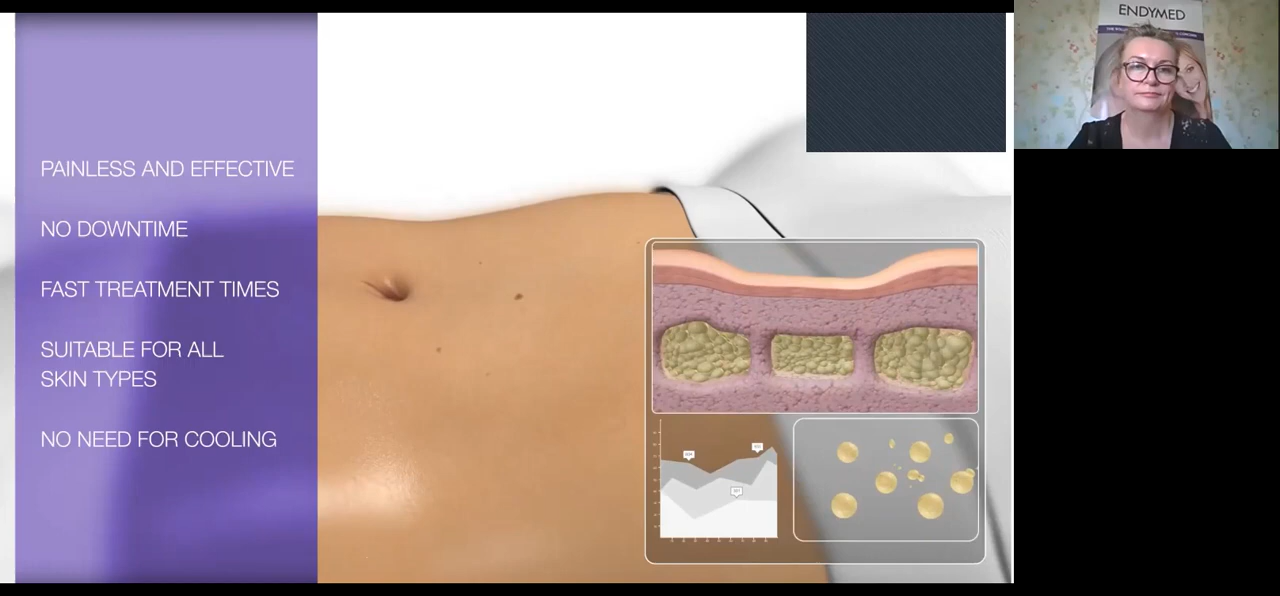 PAINLESS AND EFFECTIVE
NO DOWNTIME
FAST TREATMENT TIMES
SUITABLE FOR ALL
SKIN TYPES
NO NEED FOR COOLING
ENDYMED